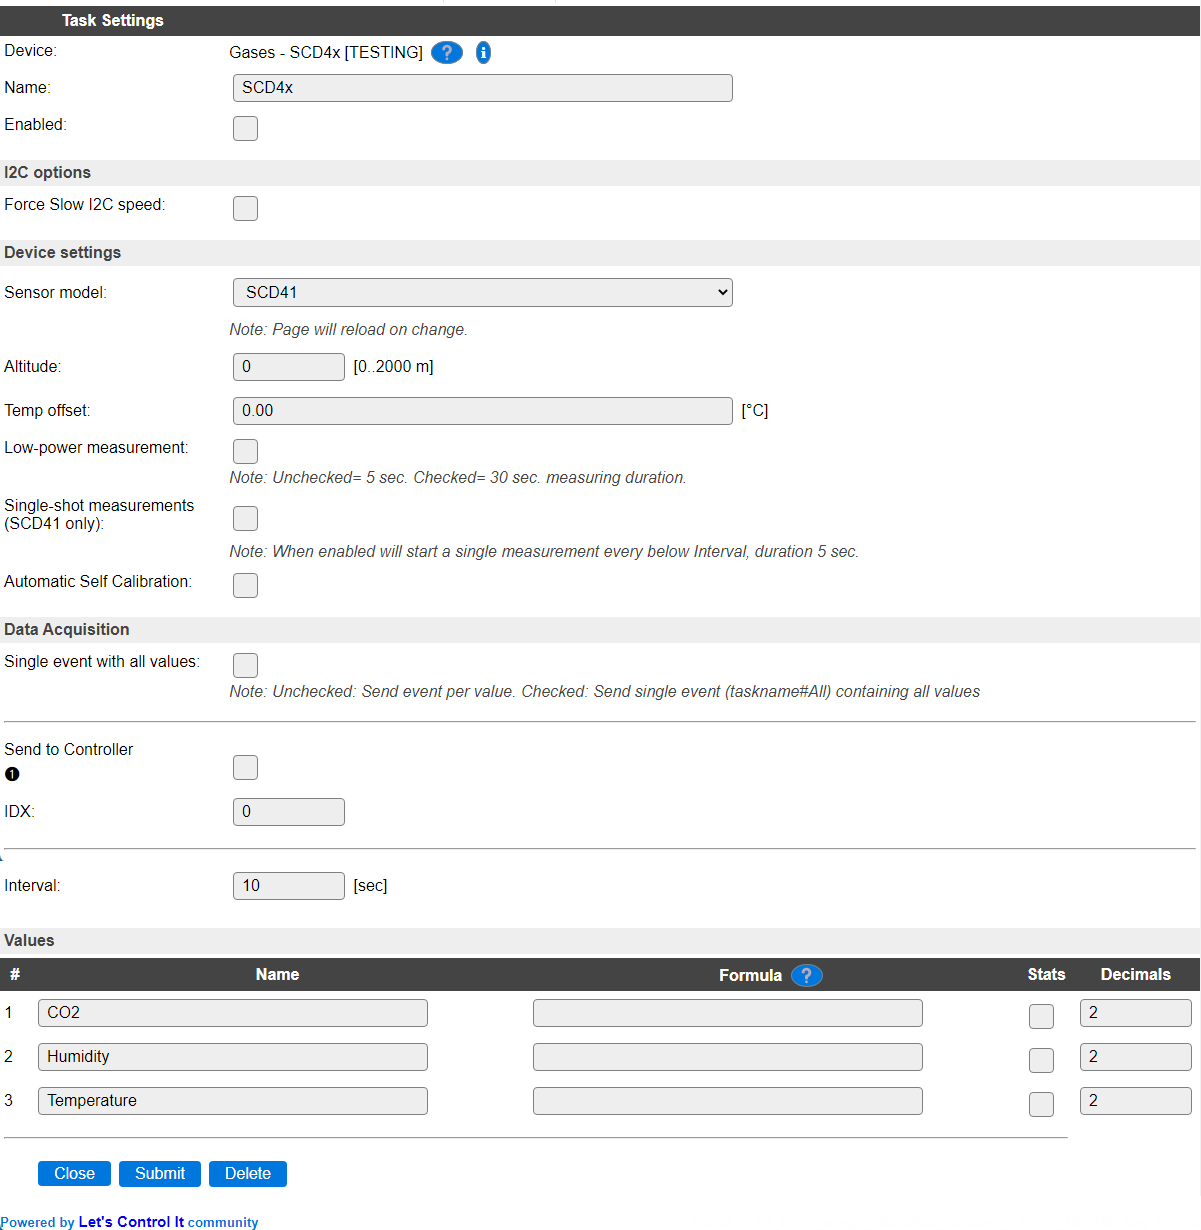 Task Settings
Device: Gases - SCD4x [TESTING] ? i
Name: SCD4x
Enabled:
I2C options
Force Slow I2C speed:
Device settings
Sensor model: SCD41
Note: Page will reload on change.
Altitude: 0 [0..2000 m]
Temp offset: 0.00 [°C]
Low-power measurement:
Note: Unchecked= 5 sec. Checked= 30 sec. measuring duration.
Single-shot measurements
(SCD41 only):
Note: When enabled will start a single measurement every below Interval, duration 5 sec.
Automatic Self Calibration:
Data Acquisition
Single event with all values:
Note: Unchecked: Send event per value. Checked: Send single event (taskname#All) containing all values
Send to Controller
❶
IDX: 0
Interval: 10 [sec]
Values
# Name Formula ? Stats Decimals
1 CO2 2
2 Humidity 2
3 Temperature 2
Close Submit Delete
Powered by Let's Control It community